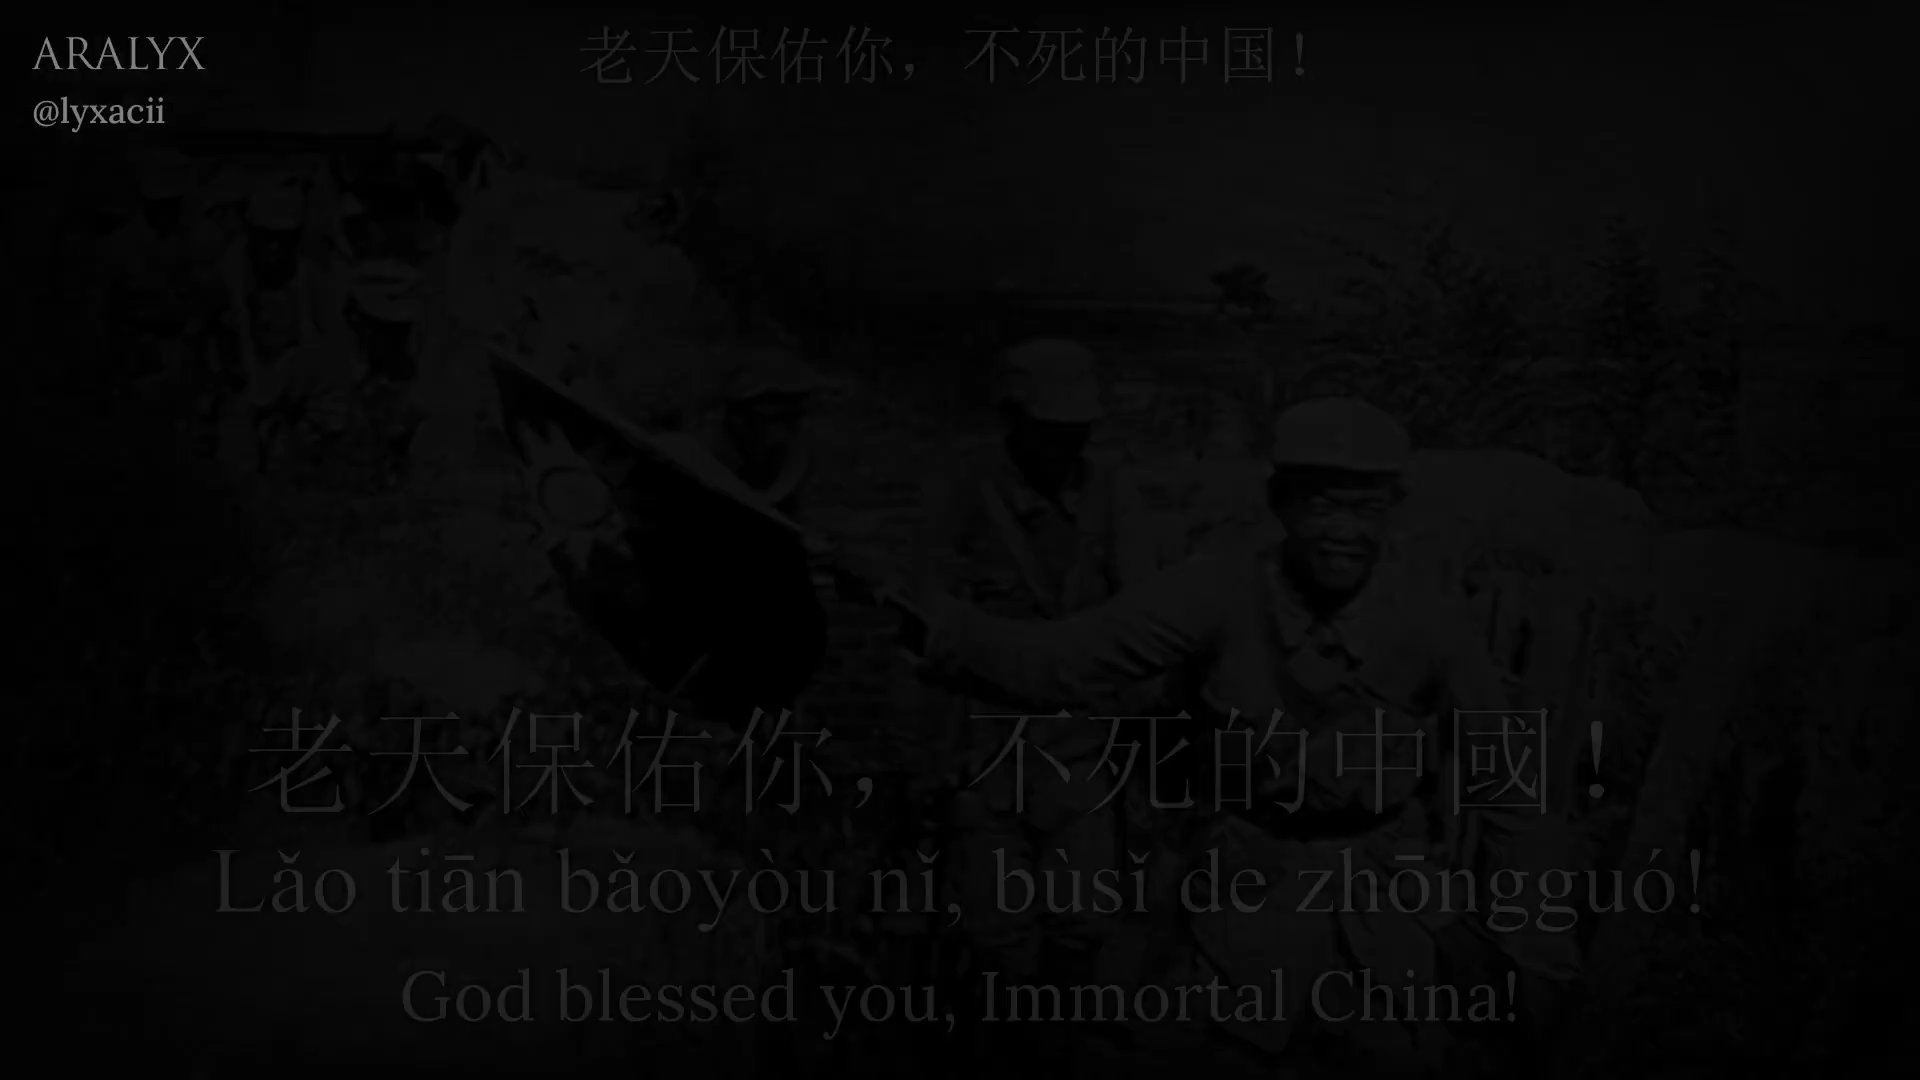 ARALYX
@lyxacii
老天保佑你，不死的中国！
老天保佑你，不死的中國！
Lǎo tiān bǎoyòu nǐ, bùsǐ de zhōngguó!
God blessed you, Immortal China!